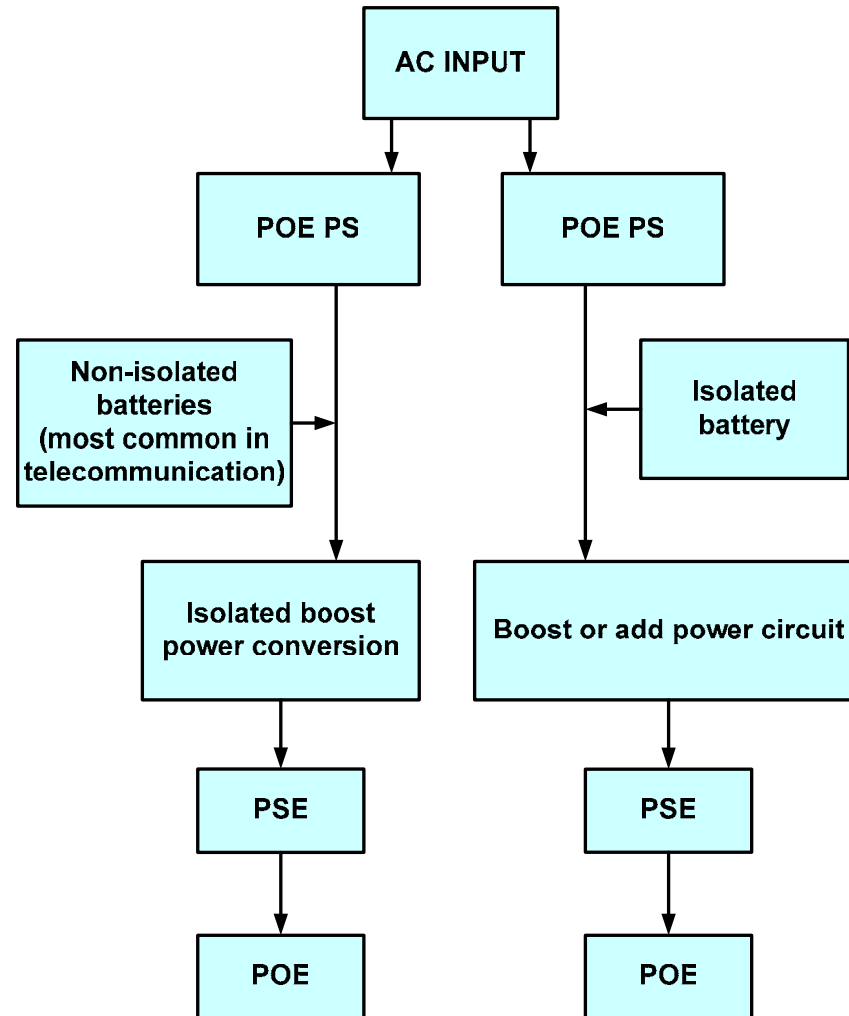 AC INPUT
POE PS
POE PS
Non-isolated
batteries
(most common in
telecommunication)
Isolated
battery
Isolated boost
power conversion
Boost or add power circuit
PSE
PSE
POE
POE